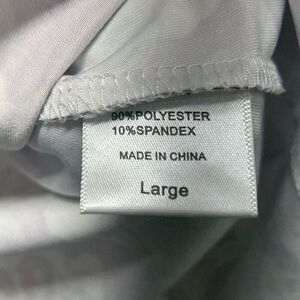 90%POLYESTER
10%SPANDEX
MADE IN CHINA
Large